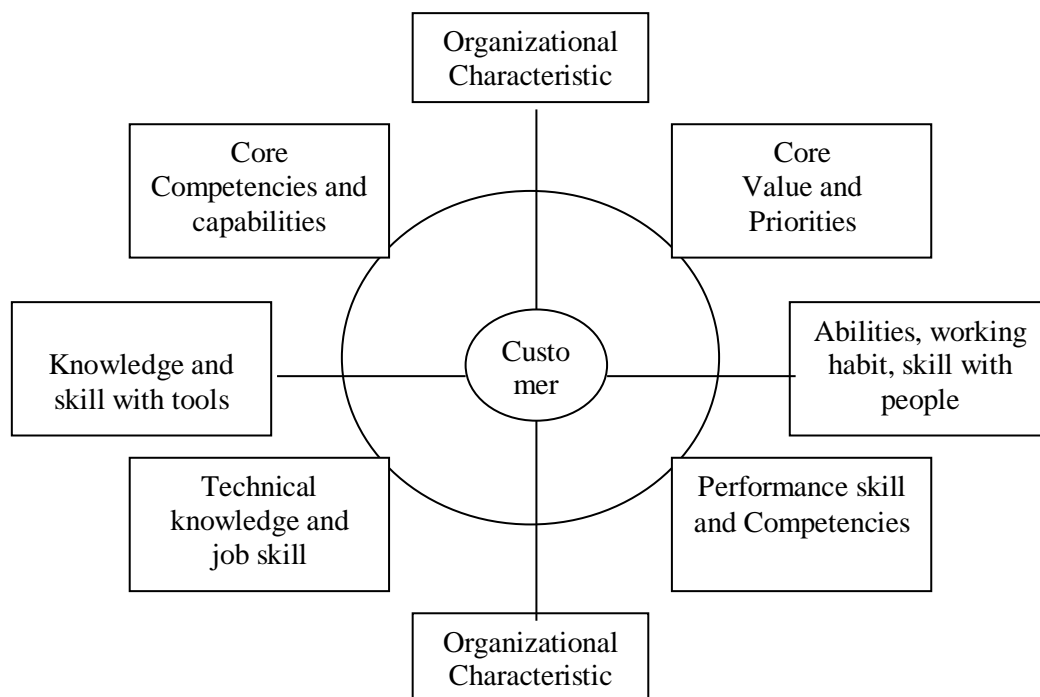 Organizational
Characteristic
Core
Competencies and
capabilities
Core
Value and
Priorities
Knowledge and
skill with tools
Custo
mer
Abilities, working
habit, skill with
people
Technical
knowledge and
job skill
Performance skill
and Competencies
Organizational
Characteristic